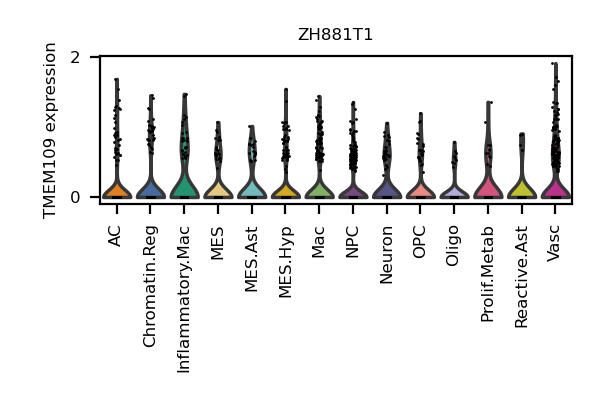 ZH881T1
TMEM109 expression
2
0
AC
Chromatin.Reg
Inflammatory.Mac
MES
MES.Ast
MES.Hyp
Mac
NPC
Neuron
OPC
Oligo
Prolif.Metab
Reactive.Ast
Vasc